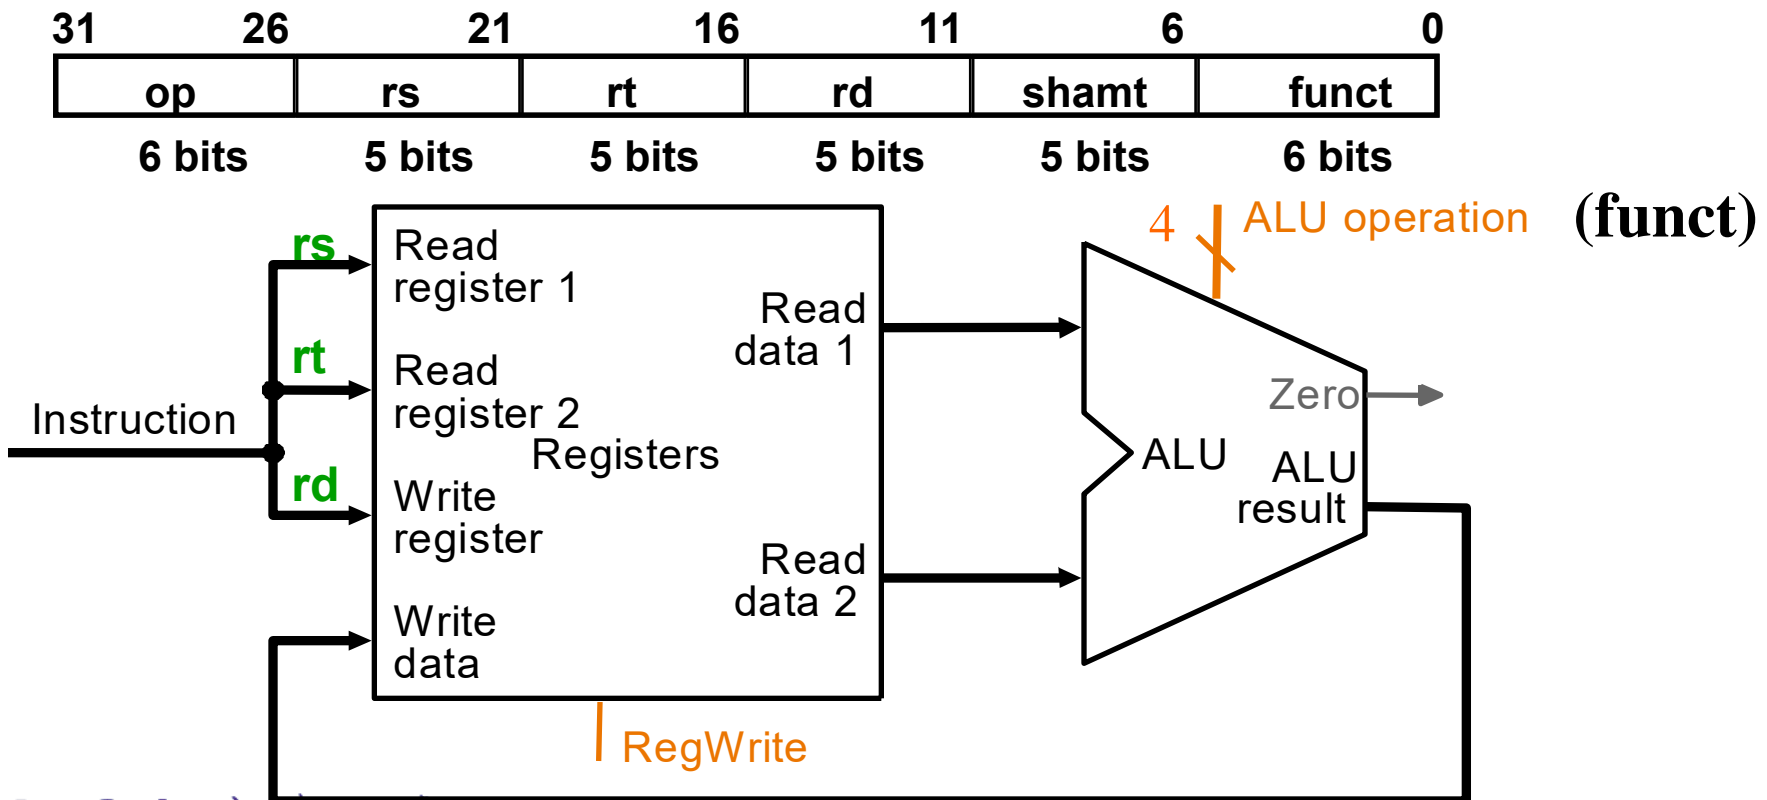 31 26 21 16 11 6 0
op rs rt rd shamt funct
6 bits 5 bits 5 bits 5 bits 5 bits 6 bits
4 ALU operation (funct)
rs
Read
register 1
Read
data 1
rt
Read
register 2
Instruction
Registers
rd
Write
register
Write
data
Read
data 2
RegWrite
Zero
ALU
ALU
result